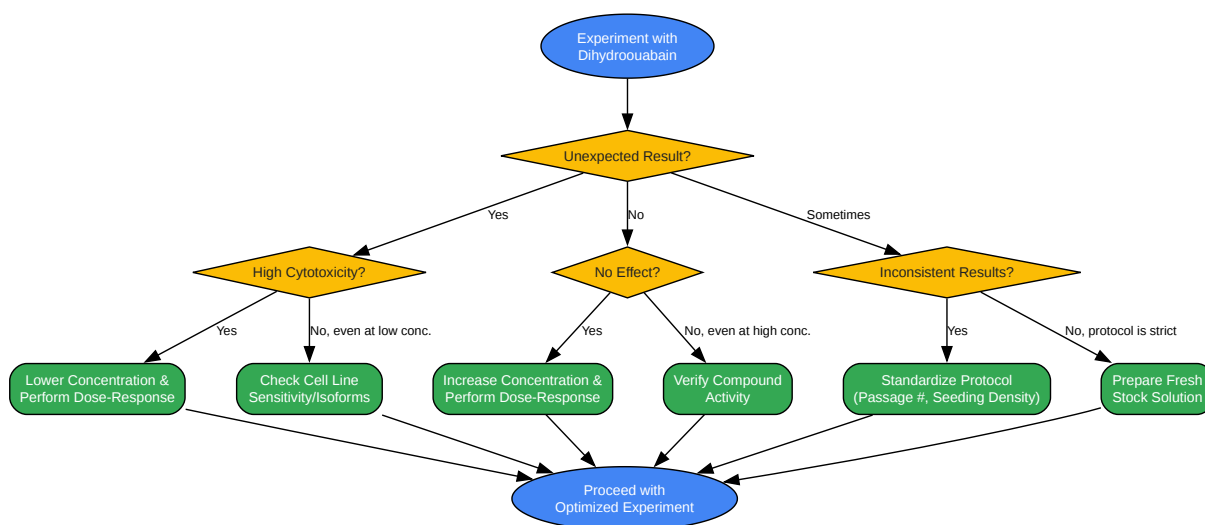 Experiment with
Dihydroouabain
Unexpected Result?
Yes
No
Sometimes
High Cytotoxicity?
No Effect?
Inconsistent Results?
Yes
No, even at low conc.
Yes
No, even at high conc.
Yes
No, protocol is strict
Lower Concentration &
Perform Dose-Response
Check Cell Line
Sensitivity/Isoforms
Increase Concentration &
Perform Dose-Response
Verify Compound
Activity
Standardize Protocol
(Passage #, Seeding Density)
Prepare Fresh
Stock Solution
Proceed with
Optimized Experiment